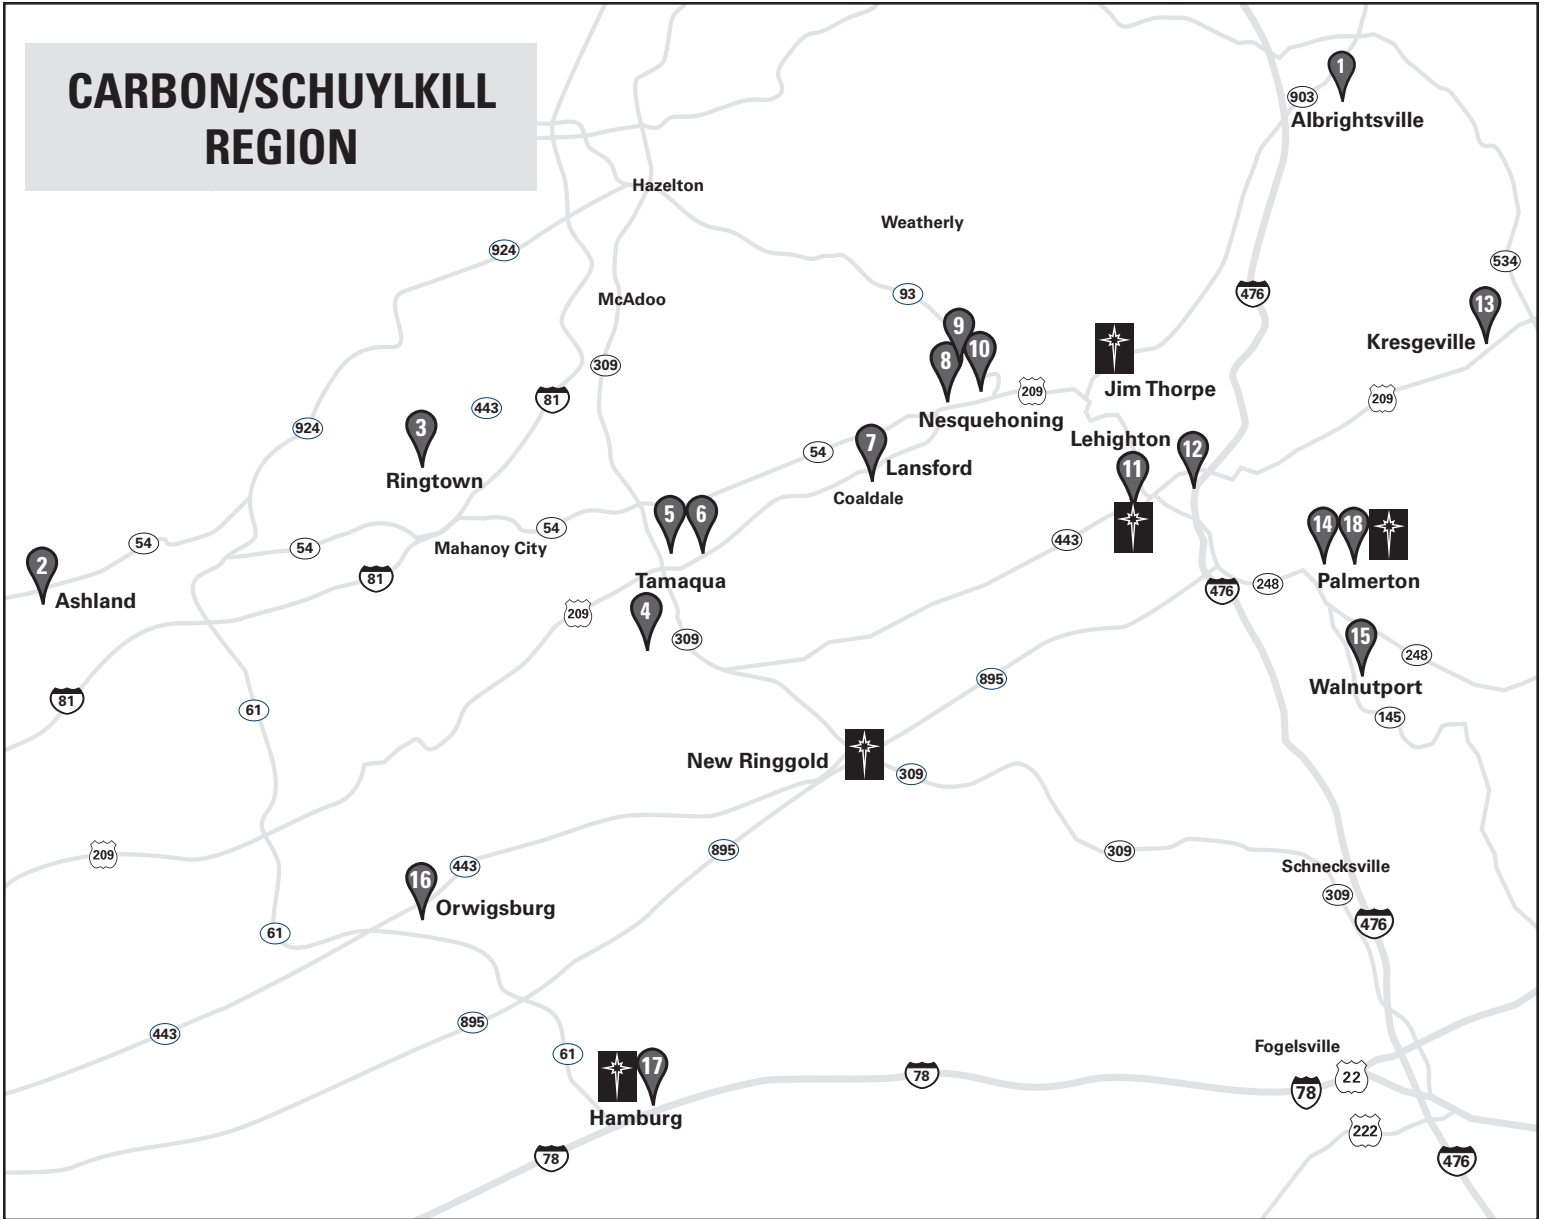 CARBON/SCHUYLKILL
REGION
1
903
Albrightsville
Hazelton
Weatherly
924
534
93
476
McAdoo
13
9
Kresgeville
10
8
309
209
Jim Thorpe
209
81
443
924
3
Nesquehoning
Lehighton
7
54
12
11
Lansford
Ringtown
Coaldale
5
6
14
18
54
443
54
54
Mahanoy City
2
81
Tamaqua
Palmerton
248
476
Ashland
209
4
309
15
248
895
Walnutport
81
61
145
New Ringgold
309
209
895
309
443
Schnecksville
16
309
Orwigsburg
476
61
895
443
61
Fogelsville
17
78
22
78
Hamburg
222
78
476